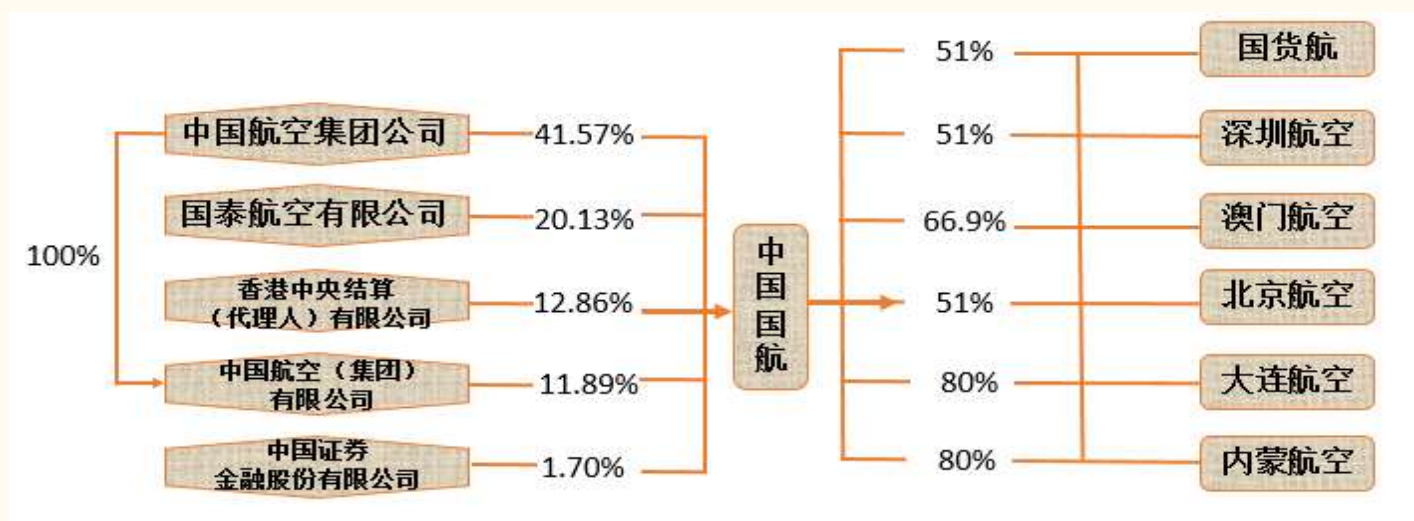 100%
中国航空集团公司
41.57%
国泰航空有限公司
20.13%
香港中央结算
（代理人）有限公司
12.86%
中国航空（集团）
有限公司
11.89%
中国证券
金融股份有限公司
1.70%
中
国
国
航
51%
国货航
51%
深圳航空
66.9%
澳门航空
51%
北京航空
80%
大连航空
80%
内蒙航空